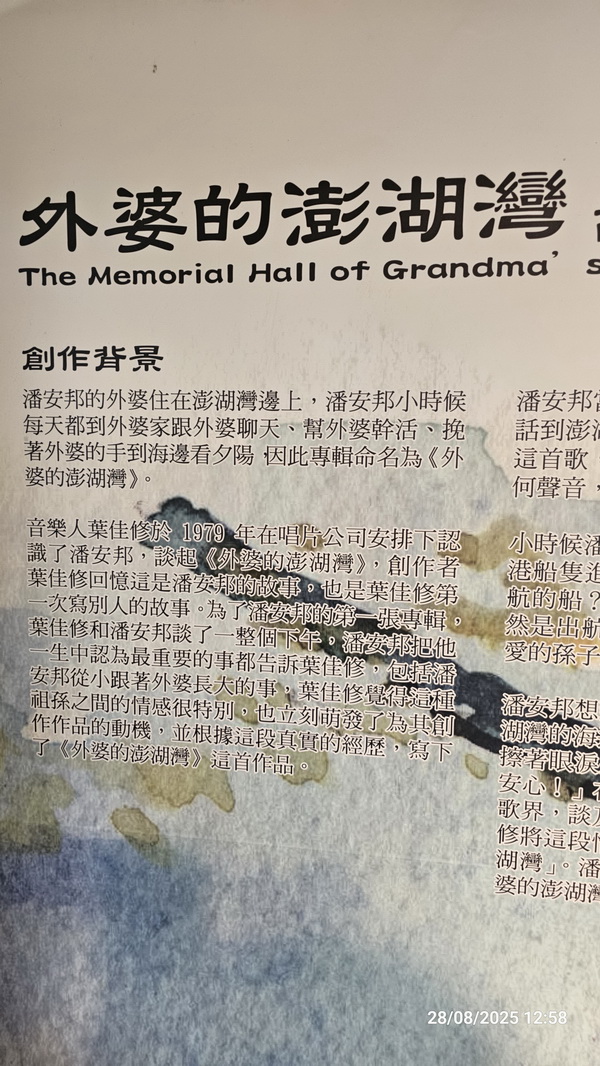 外婆的澎湖灣
The Memorial Hall of Grandma's
創作背景
潘安邦的外婆住在澎湖灣邊上，潘安邦小時候
每天都到外婆家跟外婆聊天、幫外婆幹活、挽
著外婆的手到海邊看夕陽，因此專輯命名為《外
婆的澎湖灣》。
音樂人葉佳修於 1979 年在唱片公司安排下認
識了潘安邦，談起《外婆的澎湖灣》，創作者
葉佳修回憶這是潘安邦的故事，也是葉佳修第
一次寫別人的故事。為了潘安邦的第一張專輯，
葉佳修和潘安邦談了一整個下午，潘安邦把他
一生中認為最重要的事都告訴葉佳修，包括潘
安邦從小跟著外婆長大的事，葉佳修覺得這種
祖孫之間的情感很特別，也立刻萌發了為其創
作作品的動機，並根據這段真實的經歷，寫下
了《外婆的澎湖灣》這首作品。
潘安邦
話到澎湖
這首歌
何聲音，
小時候潘
港船隻進
航的船？
然是出航
愛的孫子
潘安邦想
湖灣的海
擦著眼淚
安心！」
歌界，談
修將這段
湖灣」。潘
婆的澎湖灣
28/08/2025 12:58